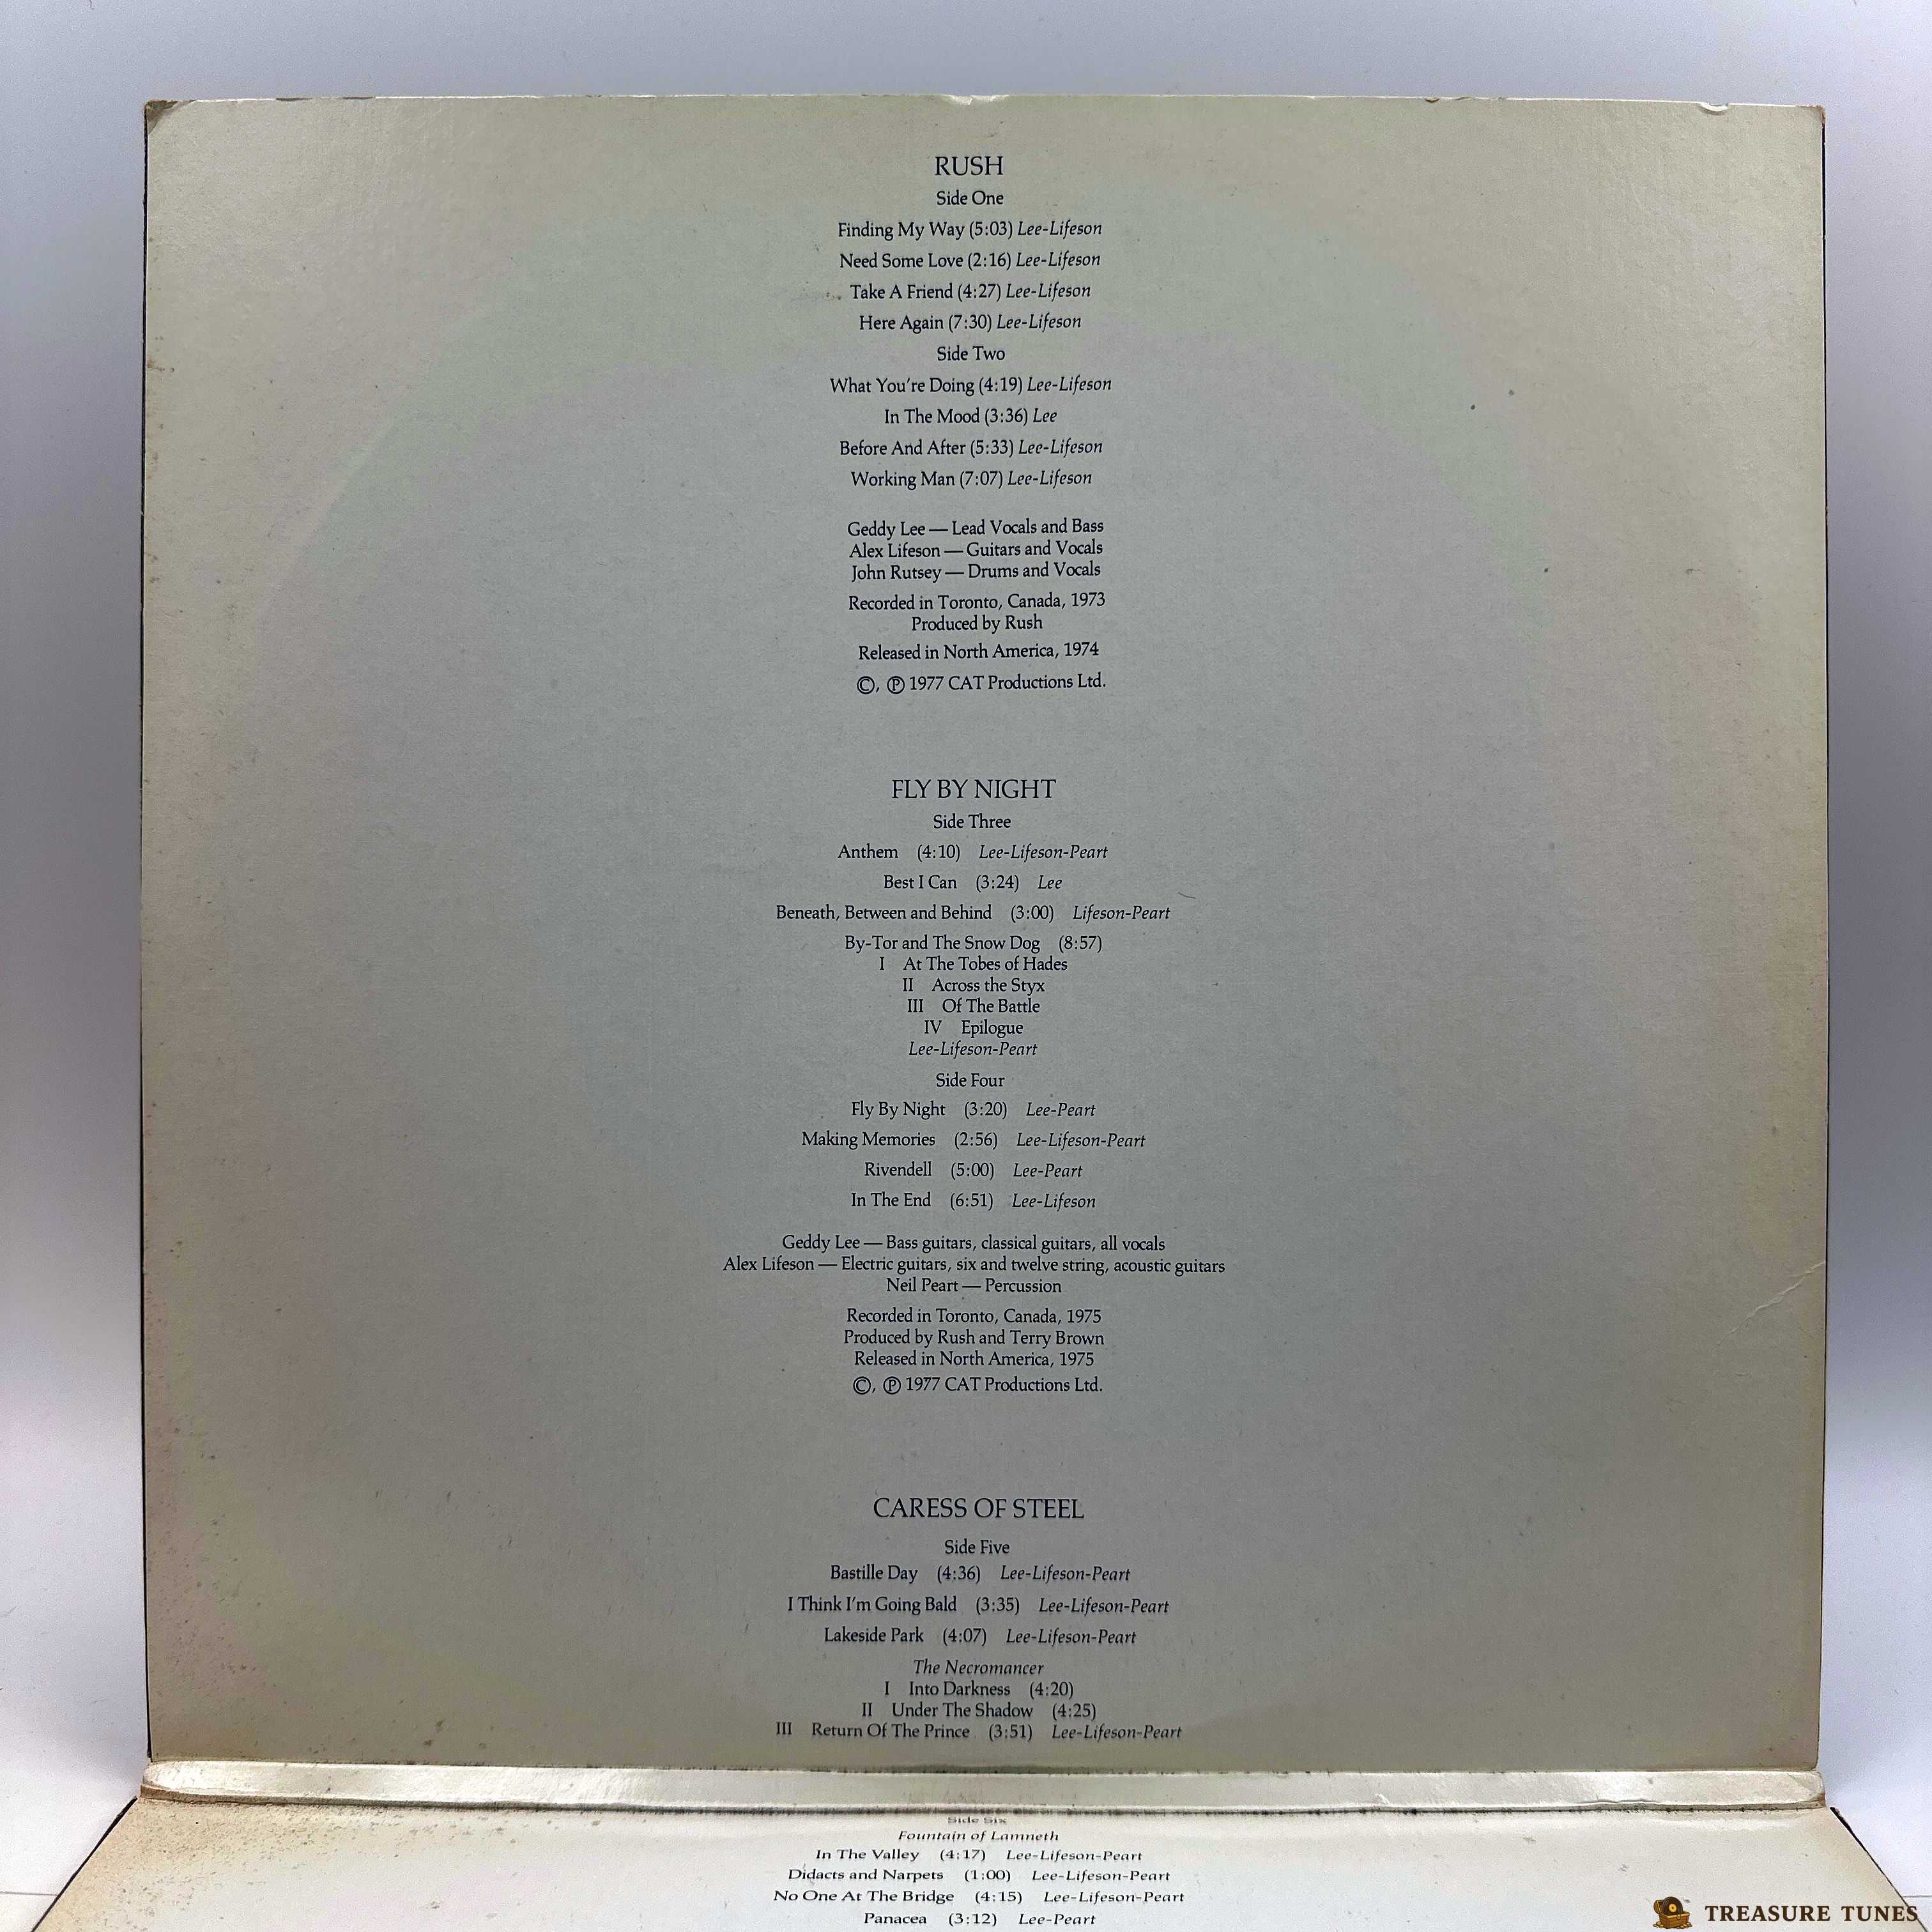 RUSH
Side One
Finding My Way (5:03) Lee-Lifeson
Need Some Love (2:16) Lee-Lifeson
Take A Friend (4:27) Lee-Lifeson
Here Again (7:30) Lee-Lifeson
Side Two
What You're Doing (4:19) Lee-Lifeson
In The Mood (3:36) Lee
Before And After (5:33) Lee-Lifeson
Working Man (7:07) Lee-Lifeson
Geddy Lee — Lead Vocals and Bass
Alex Lifeson — Guitars and Vocals
John Rutsey — Drums and Vocals
Recorded in Toronto, Canada, 1973
Produced by Rush
Released in North America, 1974
©, ℗ 1977 CAT Productions Ltd.
FLY BY NIGHT
Side Three
Anthem (4:10) Lee-Lifeson-Peart
Best I Can (3:24) Lee
Beneath, Between and Behind (3:00) Lifeson-Peart
By-Tor and The Snow Dog (8:57)
I At The Tobes of Hades
II Across the Styx
III Of The Battle
IV Epilogue
Lee-Lifeson-Peart
Side Four
Fly By Night (3:20) Lee-Peart
Making Memories (2:56) Lee-Lifeson-Peart
Rivendell (5:00) Lee-Peart
In The End (6:51) Lee-Lifeson
Geddy Lee — Bass guitars, classical guitars, all vocals
Alex Lifeson — Electric guitars, six and twelve string, acoustic guitars
Neil Peart — Percussion
Recorded in Toronto, Canada, 1975
Produced by Rush and Terry Brown
Released in North America, 1975
©, ℗ 1977 CAT Productions Ltd.
CARESS OF STEEL
Side Five
Bastille Day (4:36) Lee-Lifeson-Peart
I Think I'm Going Bald (3:35) Lee-Lifeson-Peart
Lakeside Park (4:07) Lee-Lifeson-Peart
The Necromancer
I Into Darkness (4:20)
II Under The Shadow (4:25)
III Return Of The Prince (3:51) Lee-Lifeson-Peart
Side Six
Fountain of Lamneth
In The Valley (4:17) Lee-Lifeson-Peart
Didacts and Narpets (1:00) Lee-Lifeson-Peart
No One At The Bridge (4:15) Lee-Lifeson-Peart
Panacea (3:12) Lee-Peart
TREASURE TUNES